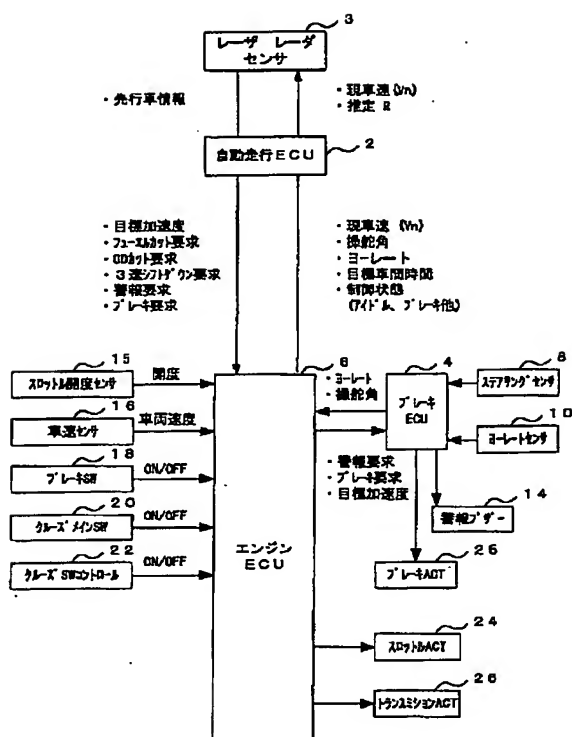 3
レーザ レーダ
センサ
・先行車情報
・現車速(Vn)
・推定 R
2
自動走行ECU
・目標加速度
・フューエルカット要求
・ODカット要求
・3速シフトダウン要求
・警報要求
・ブレーキ要求
・現車速 (Vn)
・操舵角
・ヨーレート
・目標車間時間
・制御状態
(アイドル、ブレーキ他)
15
スロットル開度センサ
開度
16
車速センサ
車両速度
18
ブレーキSW
ON/OFF
20
クルーズメインSW
ON/OFF
22
クルーズSWコントロール
ON/OFF
6
エンジン
ECU
・ヨーレート
・操舵角
4
ブレーキ
ECU
8
ステアリングセンサ
10
ヨーレートセンサ
・警報要求
・ブレーキ要求
・目標加速度
14
警報ブザー
25
ブレーキACT
24
スロットルACT
26
トランスミションACT